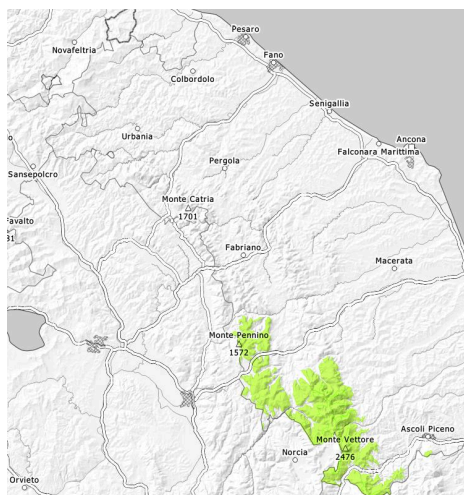 Pesaro
Novafeltria
Fano
Colbordolo
Senigallia
Urbania
Ancona
Falconara Marittima
Pergola
Sansepolcro
Monte Catria
1701
Favalto
31
Fabriano
Macerata
Monte Pennino
1572
Ascoli Piceno
Monte Vettore
Norcia
2476
Orvieto